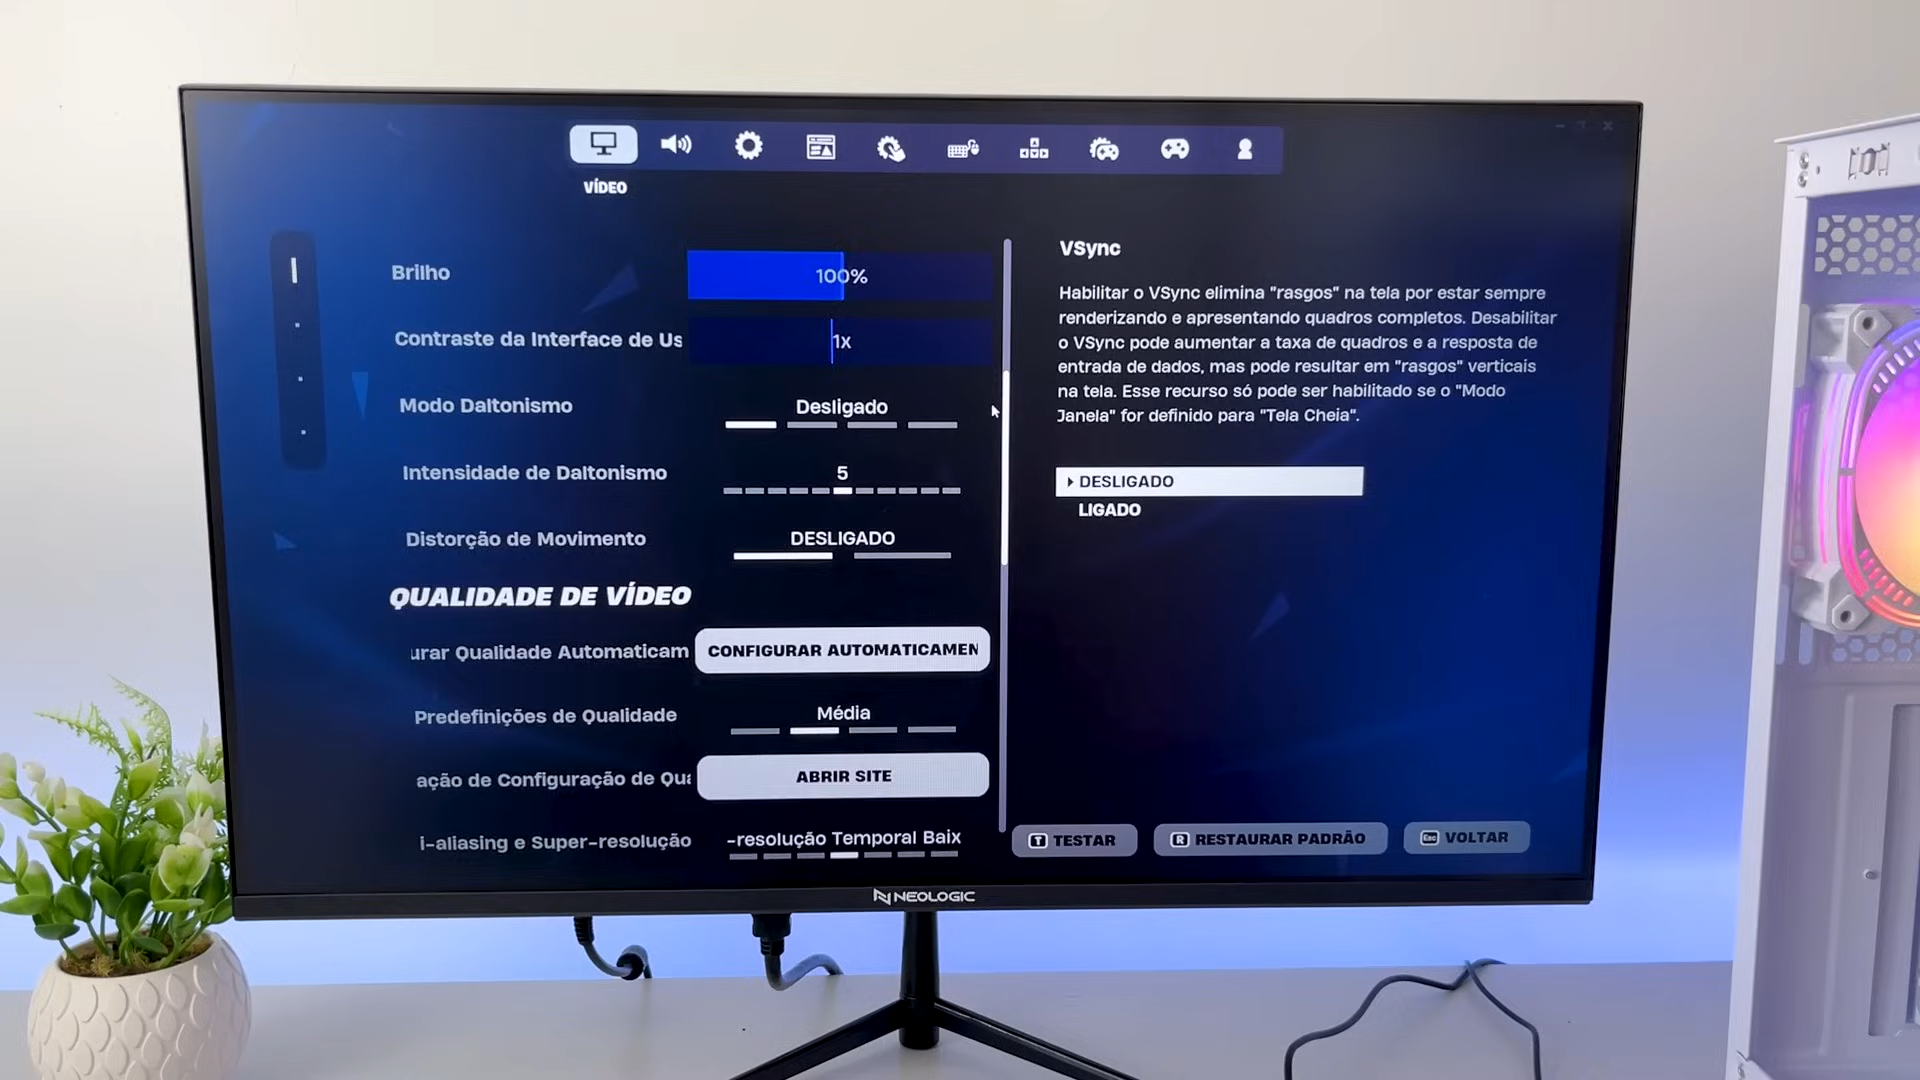 VÍDEO
Brilho
100%
Contraste da Interface de Us
1x
Modo Daltonismo
Desligado
Intensidade de Daltonismo
5
Distorção de Movimento
DESLIGADO
QUALIDADE DE VÍDEO
urar Qualidade Automaticam
CONFIGURAR AUTOMATICAMEN
Predefinições de Qualidade
Média
ação de Configuração de Qua
ABRIR SITE
i-aliasing e Super-resolução
-resolução Temporal Baix
VSync
Habilitar o VSync elimina "rasgos" na tela por estar sempre
renderizando e apresentando quadros completos. Desabilitar
o VSync pode aumentar a taxa de quadros e a resposta de
entrada de dados, mas pode resultar em "rasgos" verticais
na tela. Esse recurso só pode ser habilitado se o "Modo
Janela" for definido para "Tela Cheia".
DESLIGADO
LIGADO
T TESTAR
R RESTAURAR PADRÃO
Esc VOLTAR
NEOLOGIC